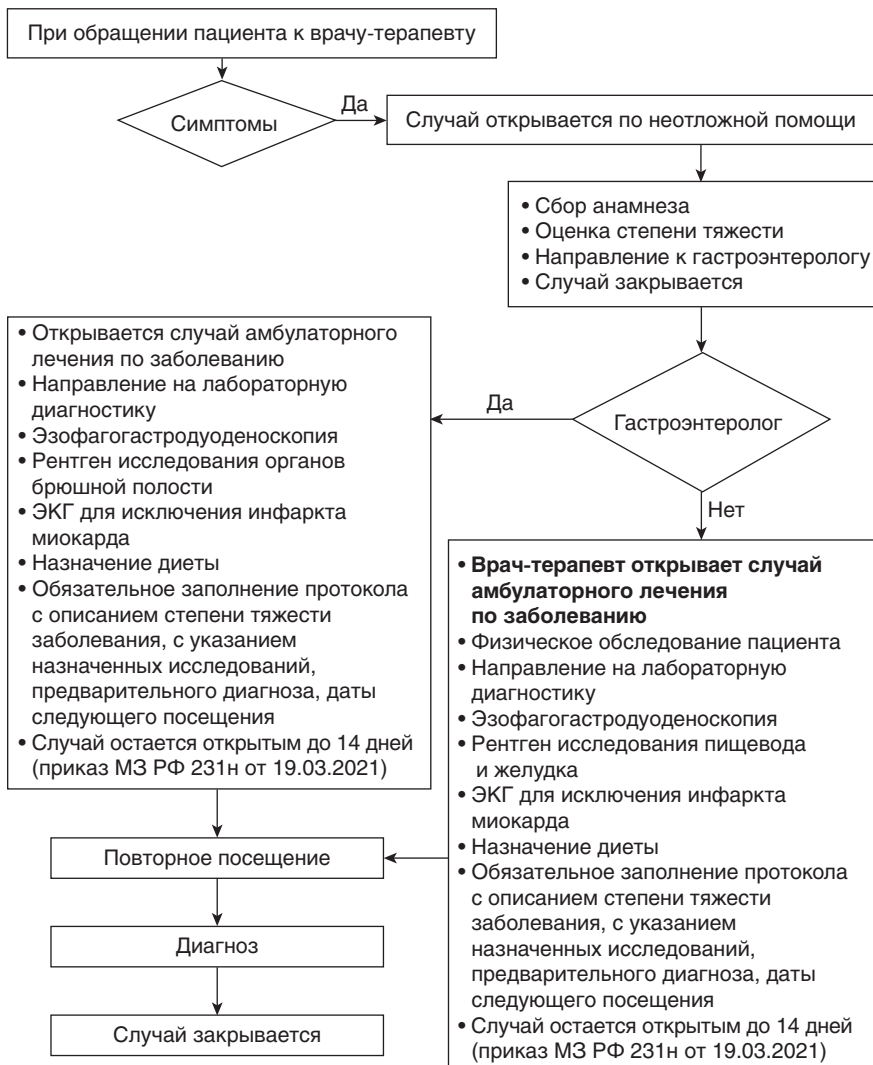 При обращении пациента к врачу-терапевту
Симптомы
Да
Случай открывается по неотложной помощи
• Сбор анамнеза
• Оценка степени тяжести
• Направление к гастроэнтерологу
• Случай закрывается
Гастроэнтеролог
Да
• Открывается случай амбулаторного
лечения по заболеванию
• Направление на лабораторную
диагностику
• Эзофагогастродуоденоскопия
• Рентген исследования органов
брюшной полости
• ЭКГ для исключения инфаркта
миокарда
• Назначение диеты
• Обязательное заполнение протокола
с описанием степени тяжести
заболевания, с указанием
назначенных исследований,
предварительного диагноза, даты
следующего посещения
• Случай остается открытым до 14 дней
(приказ МЗ РФ 231н от 19.03.2021)
Нет
• Врач-терапевт открывает случай
амбулаторного лечения
по заболеванию
• Физическое обследование пациента
• Направление на лабораторную
диагностику
• Эзофагогастродуоденоскопия
• Рентген исследования пищевода
и желудка
• ЭКГ для исключения инфаркта
миокарда
• Назначение диеты
• Обязательное заполнение протокола
с описанием степени тяжести
заболевания, с указанием
назначенных исследований,
предварительного диагноза, даты
следующего посещения
• Случай остается открытым до 14 дней
(приказ МЗ РФ 231н от 19.03.2021)
Повторное посещение
Диагноз
Случай закрывается